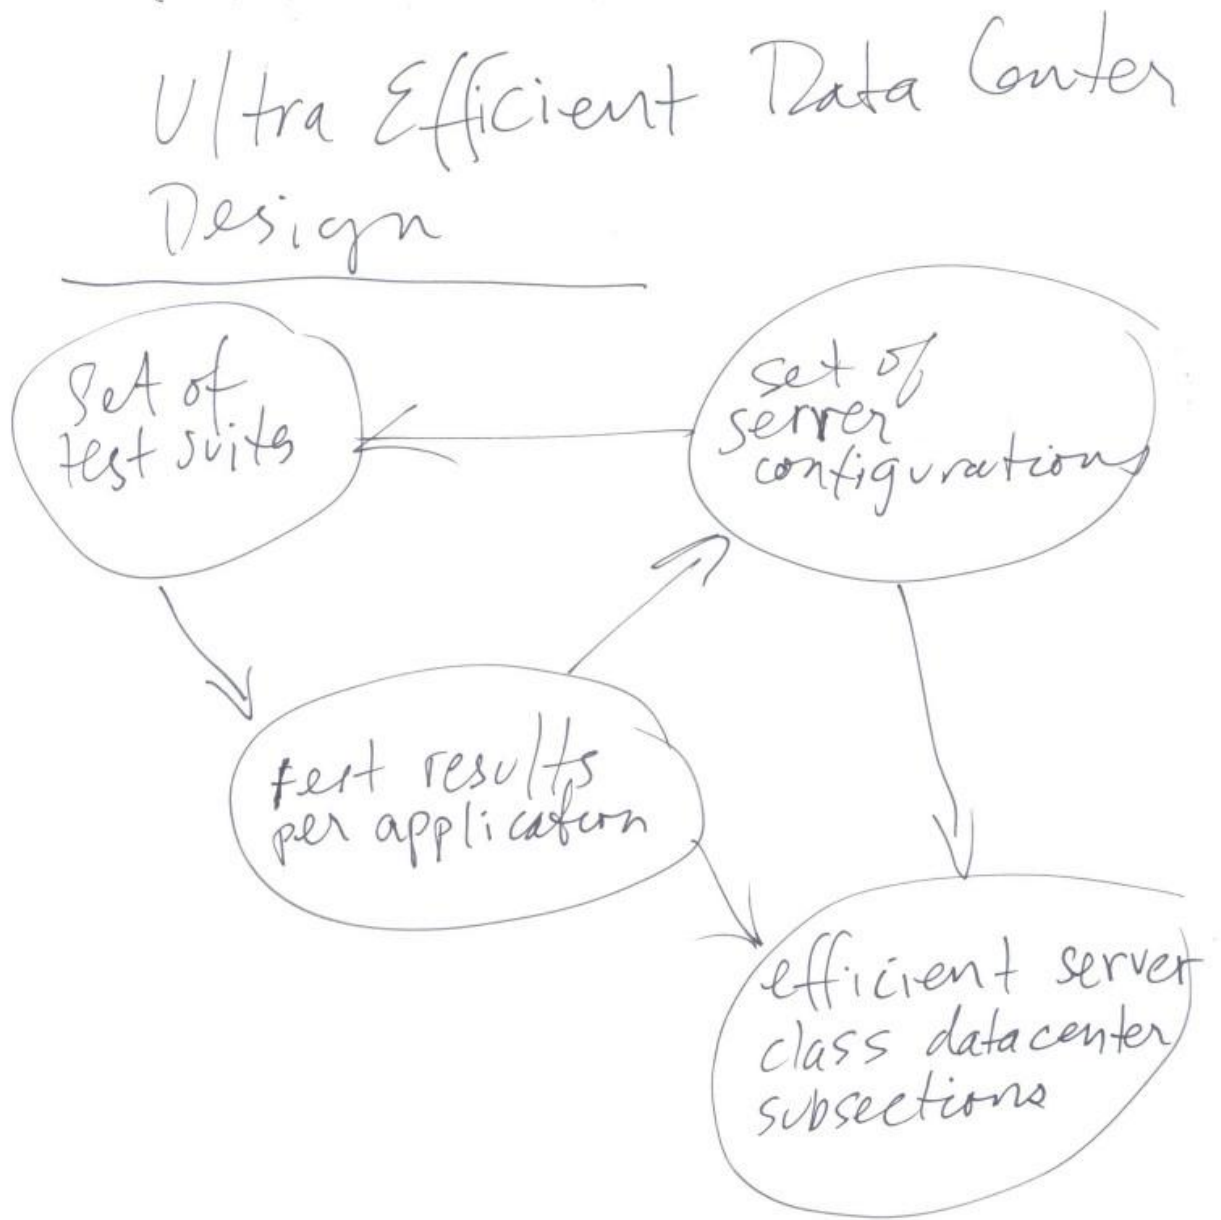 Ultra Efficient Data Center
Design
Set of
test suites
set of
server
configurations
test results
per application
efficient server
class datacenter
subsections